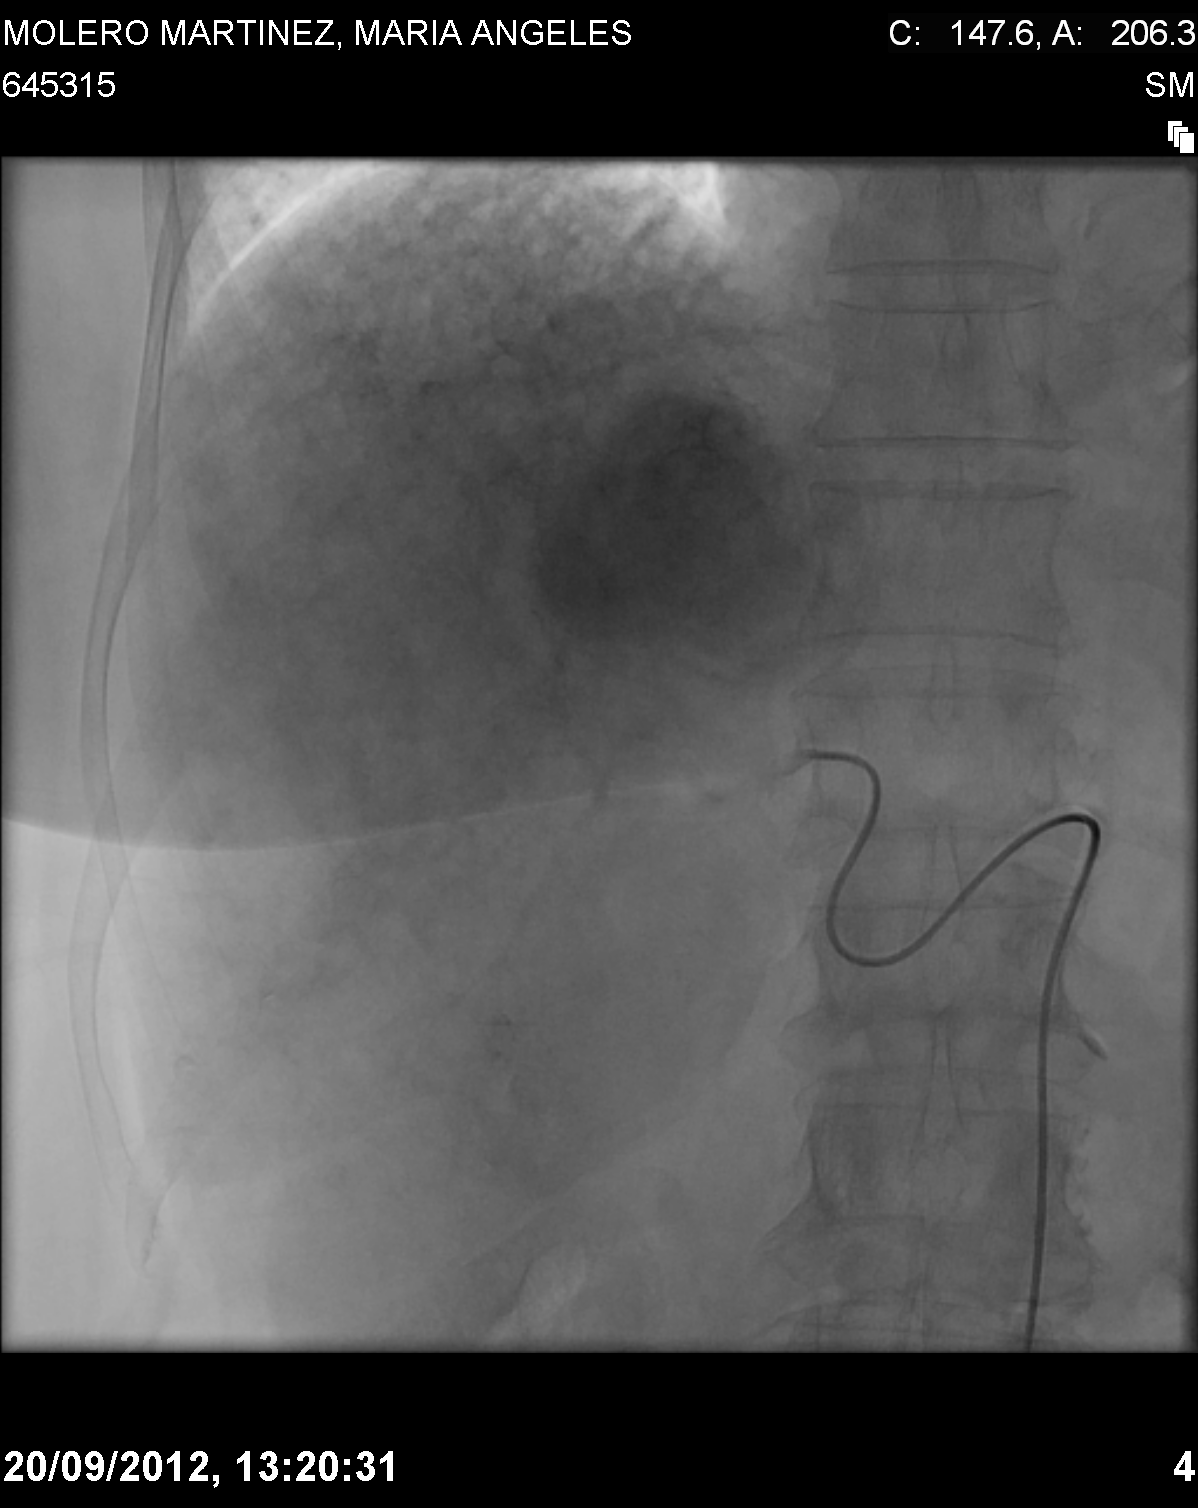 MOLERO MARTINEZ, MARIA ANGELES
C: 147.6, A: 206.3
645315
SM
20/09/2012, 13:20:31
4